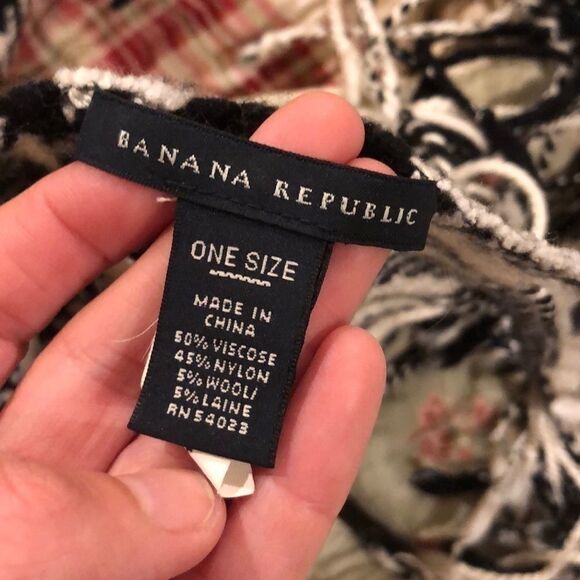 BANANA REPUBLIC
ONE SIZE
MADE IN
CHINA
50% VISCOSE
45% NYLON
5% WOOL/
5% LAINE
RN 54023